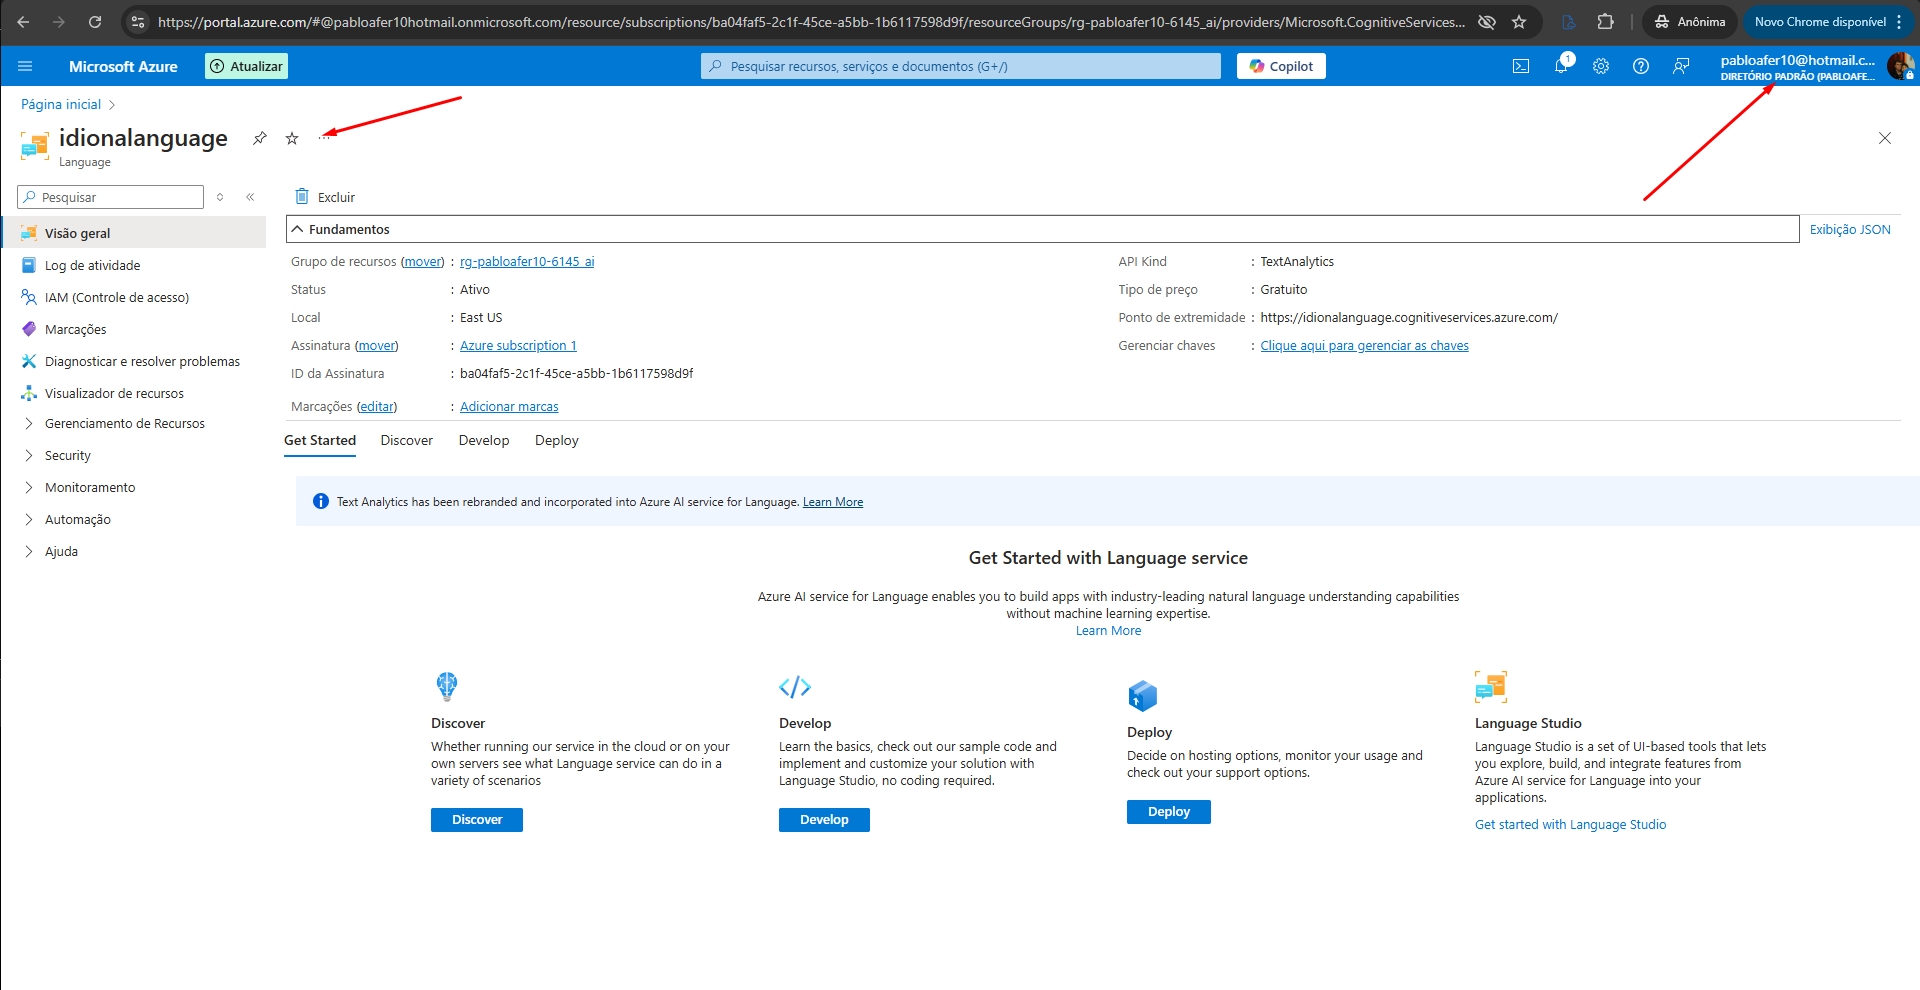 https://portal.azure.com/#@pabloafer10hotmail.onmicrosoft.com/resource/subscriptions/ba04faf5-2c1f-45ce-a5bb-1b6117598d9f/resourceGroups/rg-pabloafer10-6145_ai/providers/Microsoft.CognitiveServices...
Anônima
Novo Chrome disponível
Microsoft Azure
Atualizar
Pesquisar recursos, serviços e documentos (G+/)
Copilot
1
pabloafer10@hotmail.c...
DIRETÓRIO PADRÃO (PABLOAFE...
Página inicial
idionalanguage
Language
Pesquisar
Excluir
Visão geral
Log de atividade
IAM (Controle de acesso)
Marcações
Diagnosticar e resolver problemas
Visualizador de recursos
Gerenciamento de Recursos
Security
Monitoramento
Automação
Ajuda
Fundamentos
Exibição JSON
Grupo de recursos (mover) : rg-pabloafer10-6145_ai
Status : Ativo
Local : East US
Assinatura (mover) : Azure subscription 1
ID da Assinatura : ba04faf5-2c1f-45ce-a5bb-1b6117598d9f
Marcações (editar) : Adicionar marcas
API Kind : TextAnalytics
Tipo de preço : Gratuito
Ponto de extremidade : https://idionalanguage.cognitiveservices.azure.com/
Gerenciar chaves : Clique aqui para gerenciar as chaves
Get Started Discover Develop Deploy
Text Analytics has been rebranded and incorporated into Azure AI service for Language. Learn More
Get Started with Language service
Azure AI service for Language enables you to build apps with industry-leading natural language understanding capabilities
without machine learning expertise.
Learn More
Discover
Whether running our service in the cloud or on your
own servers see what Language service can do in a
variety of scenarios
Discover
Develop
Learn the basics, check out our sample code and
implement and customize your solution with
Language Studio, no coding required.
Develop
Deploy
Decide on hosting options, monitor your usage and
check out your support options.
Deploy
Language Studio
Language Studio is a set of UI-based tools that lets
you explore, build, and integrate features from
Azure AI service for Language into your
applications.
Get started with Language Studio